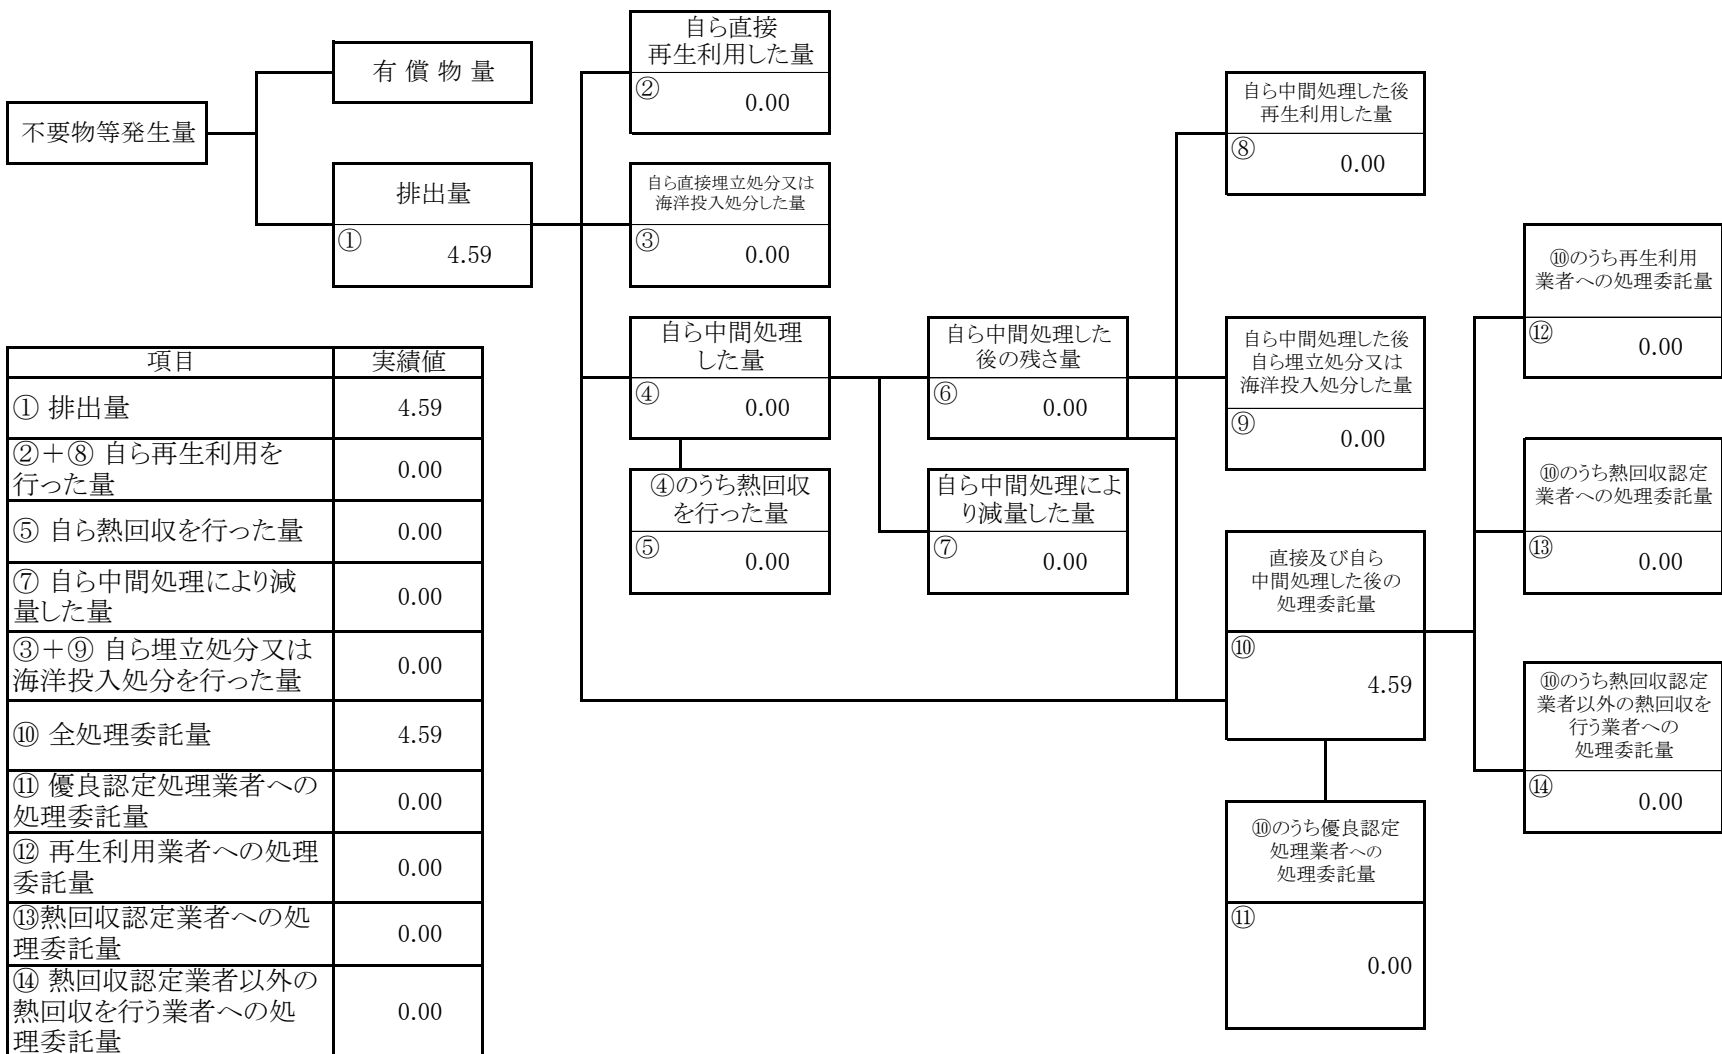 不要物等発生量
有 償 物 量
排出量
①
4.59
自ら直接
再生利用した量
②
0.00
自ら直接埋立処分又は
海洋投入処分した量
③
0.00
自ら中間処理
した量
④
0.00
④のうち熱回収
を行った量
⑤
0.00
自ら中間処理した
後の残さ量
⑥
0.00
自ら中間処理によ
り減量した量
⑦
0.00
自ら中間処理した後
再生利用した量
⑧
0.00
自ら中間処理した後
自ら埋立処分又は
海洋投入処分した量
⑨
0.00
直接及び自ら
中間処理した後の
処理委託量
⑩
4.59
⑩のうち優良認定
処理業者への
処理委託量
⑪
0.00
⑩のうち再生利用
業者への処理委託量
⑫
0.00
⑩のうち熱回収認定
業者への処理委託量
⑬
0.00
⑩のうち熱回収認定
業者以外の熱回収を
行う業者への
処理委託量
⑭
0.00
項目 実績値
① 排出量 4.59
②＋⑧ 自ら再生利用を
行った量
0.00
⑤ 自ら熱回収を行った量 0.00
⑦ 自ら中間処理により減
量した量
0.00
③＋⑨ 自ら埋立処分又は
海洋投入処分を行った量
0.00
⑩ 全処理委託量 4.59
⑪ 優良認定処理業者への
処理委託量
0.00
⑫ 再生利用業者への処理
委託量
0.00
⑬熱回収認定業者への処
理委託量
0.00
⑭ 熱回収認定業者以外の
熱回収を行う業者への処
理委託量
0.00